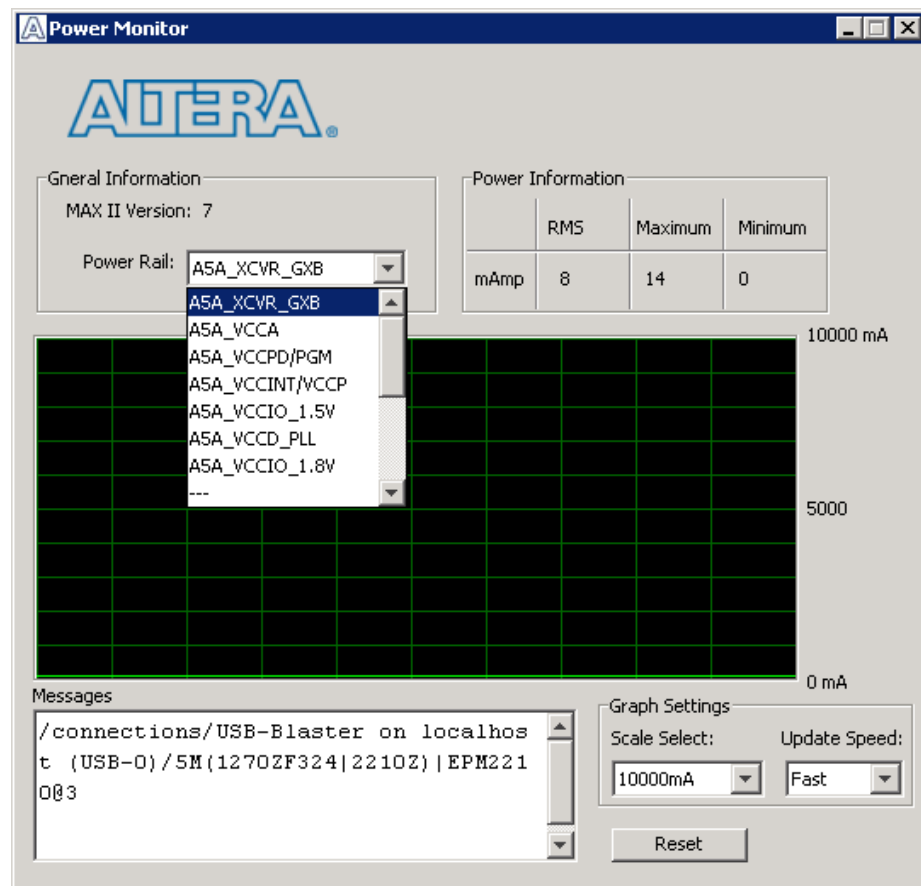 Power Monitor
ALTERA®
Gneral Information
MAX II Version: 7
Power Rail: A5A_XCVR_GXB
A5A_XCVR_GXB
A5A_VCCA
A5A_VCCPD/PGM
A5A_VCCINT/VCCP
A5A_VCCIO_1.5V
A5A_VCCD_PLL
A5A_VCCIO_1.8V
---
Power Information
RMS Maximum Minimum
mAmp 8 14 0
10000 mA
5000
0 mA
Messages
/connections/USB-Blaster on localhos
t (USB-0)/5M(1270ZF324|2210Z)|EPM221
0@3
Graph Settings
Scale Select: Update Speed:
10000mA Fast
Reset